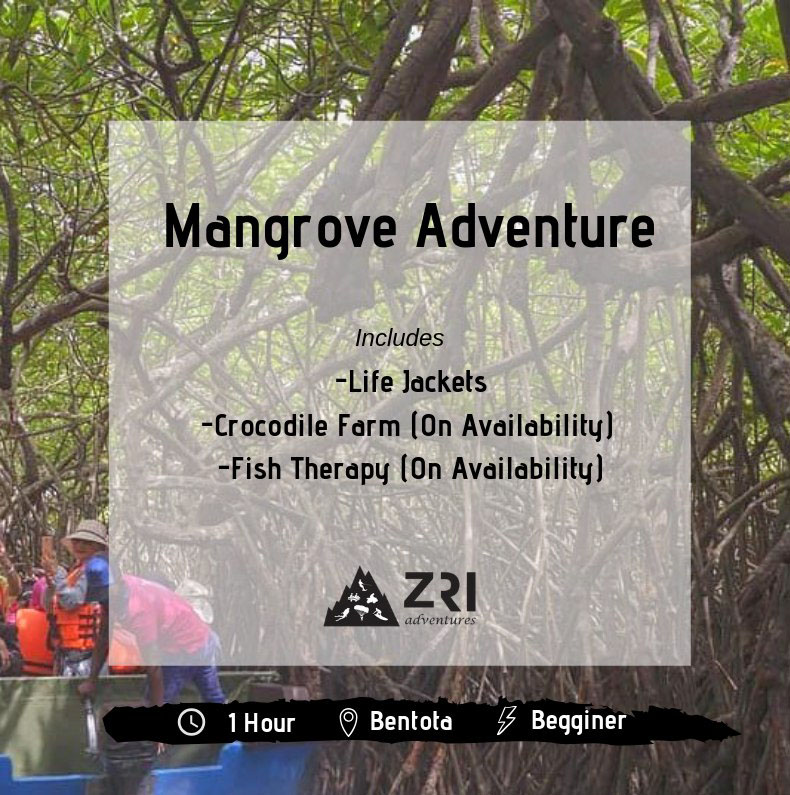 Mangrove Adventure
Includes
-Life Jackets
-Crocodile Farm (On Availability)
-Fish Therapy (On Availability)
ZRI
adventures
1 Hour
Bentota
Begginer